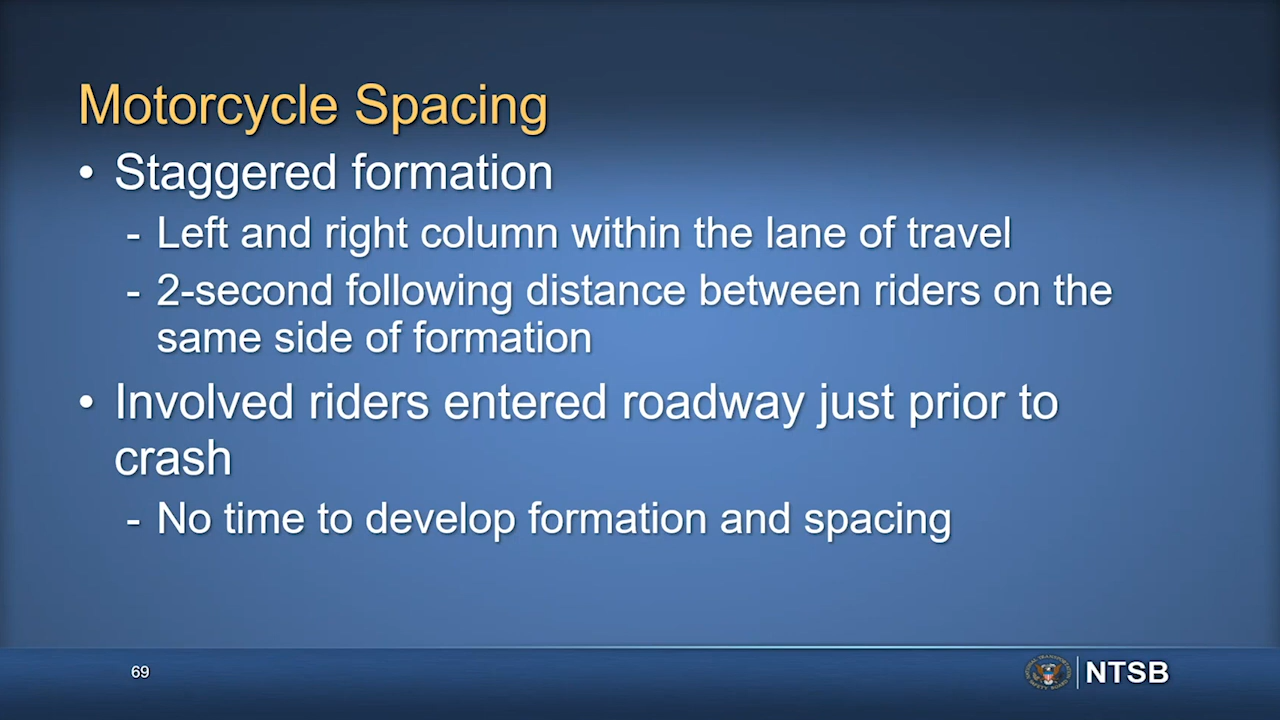 Motorcycle Spacing
• Staggered formation
- Left and right column within the lane of travel
- 2-second following distance between riders on the
same side of formation
• Involved riders entered roadway just prior to
crash
- No time to develop formation and spacing
69
NTSB